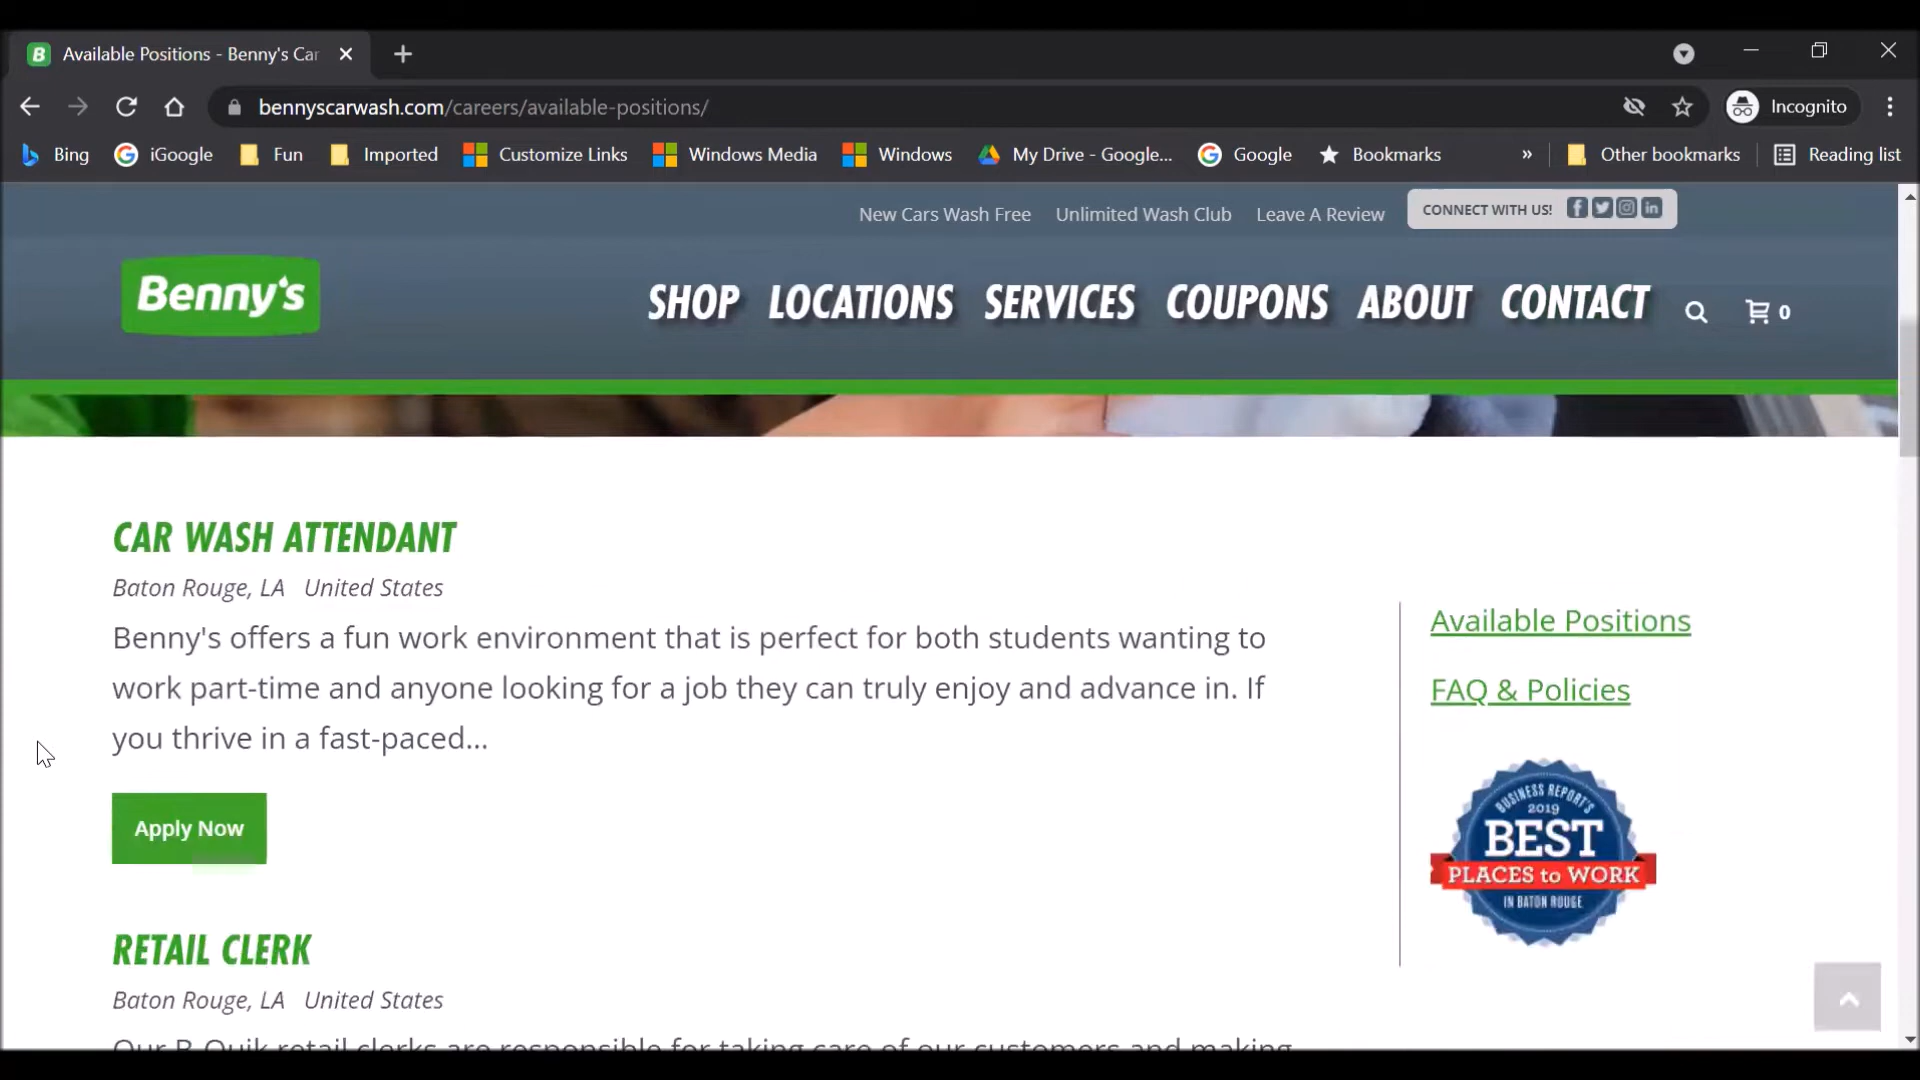 Available Positions - Benny's Car
bennyscarwash.com/careers/available-positions/
Incognito
Bing
iGoogle
Fun
Imported
Customize Links
Windows Media
Windows
My Drive - Google...
Google
Bookmarks
»
Other bookmarks
Reading list
New Cars Wash Free
Unlimited Wash Club
Leave A Review
CONNECT WITH US!
Benny's
SHOP
LOCATIONS
SERVICES
COUPONS
ABOUT
CONTACT
0
CAR WASH ATTENDANT
Baton Rouge, LA United States
Benny's offers a fun work environment that is perfect for both students wanting to
work part-time and anyone looking for a job they can truly enjoy and advance in. If
you thrive in a fast-paced...
Apply Now
RETAIL CLERK
Baton Rouge, LA United States
Our B-Quik retail clerks are responsible for taking care of our customers and making
Available Positions
FAQ & Policies
BUSINESS REPORT'S
2019
BEST
PLACES to WORK
IN BATON ROUGE